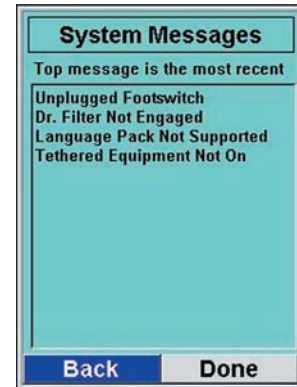 System Messages
Top message is the most recent
Unplugged Footswitch
Dr. Filter Not Engaged
Language Pack Not Supported
Tethered Equipment Not On
Back
Done